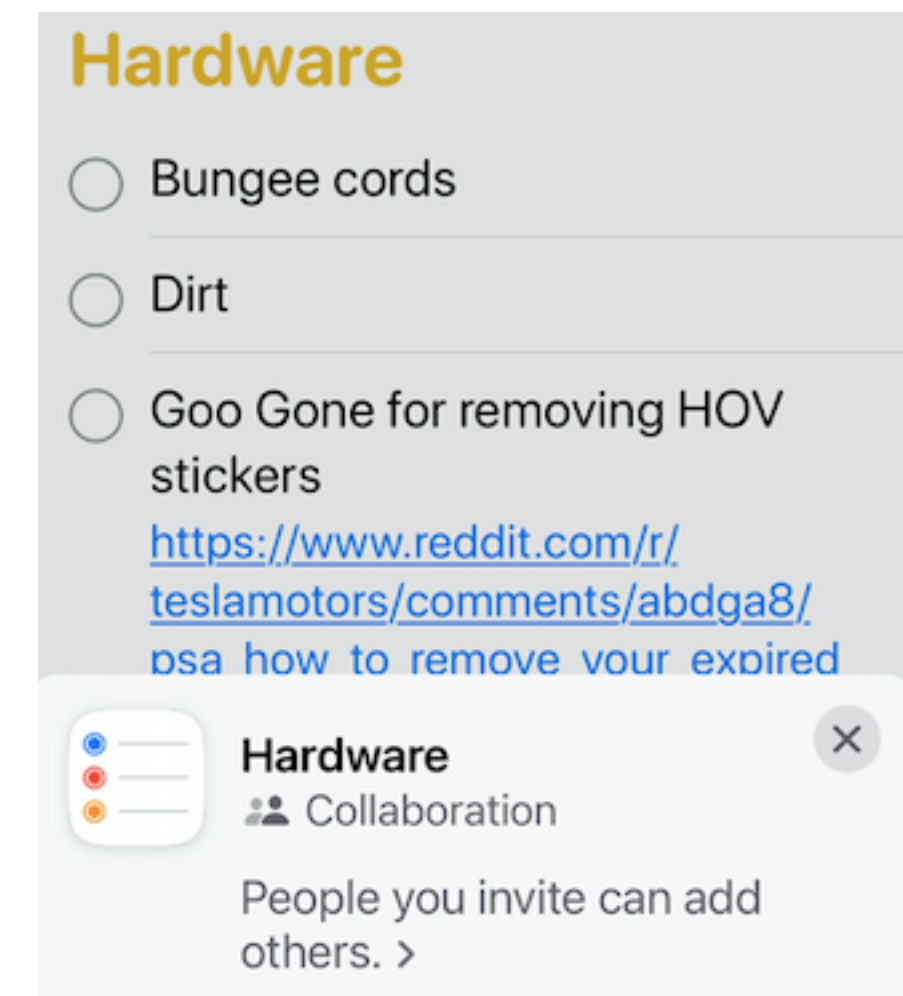 Hardware
Bungee cords
Dirt
Goo Gone for removing HOV
stickers
https://www.reddit.com/r/
teslamotors/comments/abdga8/
psa_how_to_remove_your_expired
Hardware
Collaboration
People you invite can add
others. >